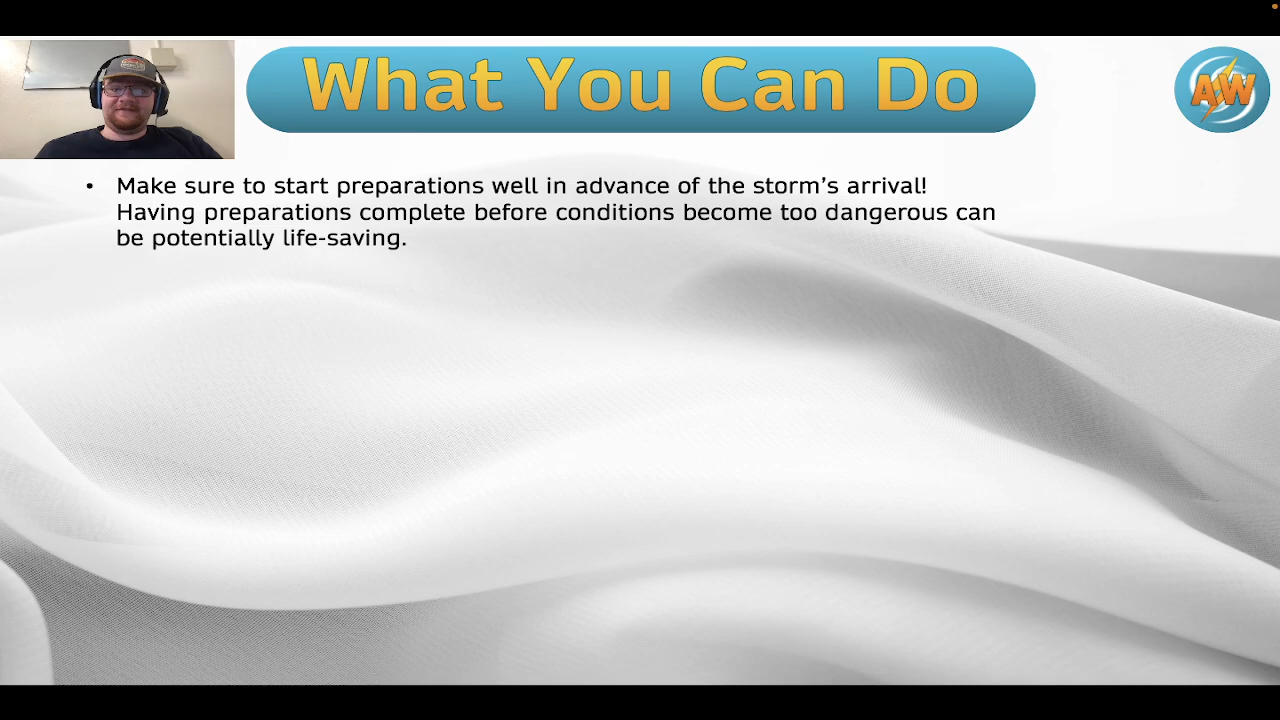 What You Can Do
AW
• Make sure to start preparations well in advance of the storm's arrival!
Having preparations complete before conditions become too dangerous can
be potentially life-saving.